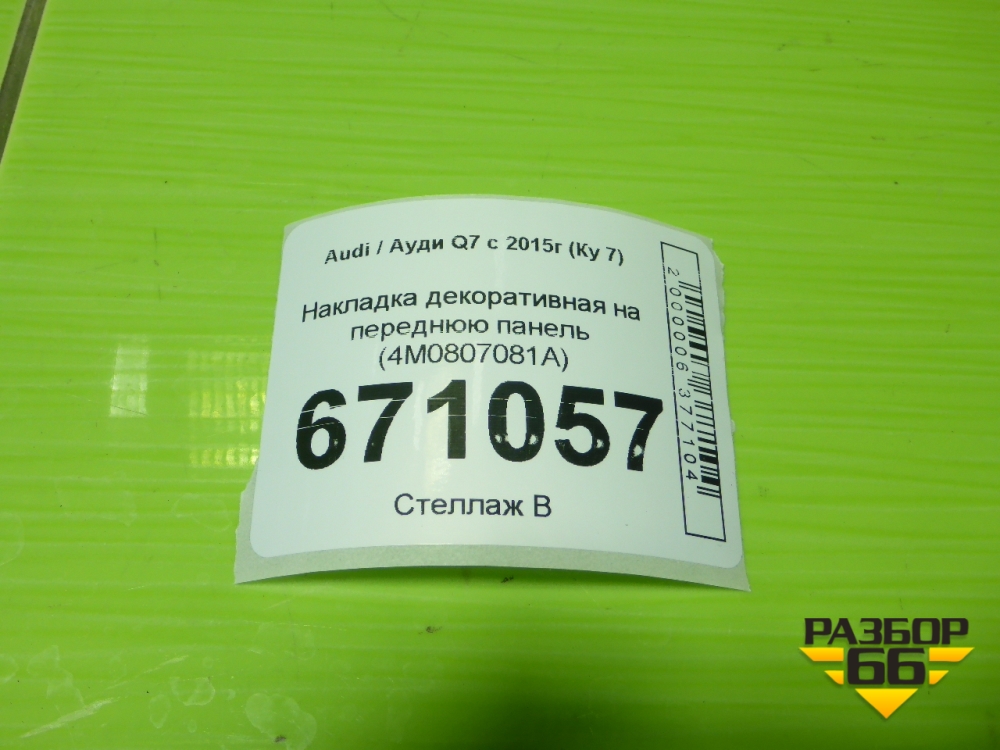 Audi / Ауди Q7 с 2015г (Ку 7)
Накладка декоративная на
переднюю панель
(4M0807081A)
671057
Стеллаж В
2000006377104
РАЗБОР
66